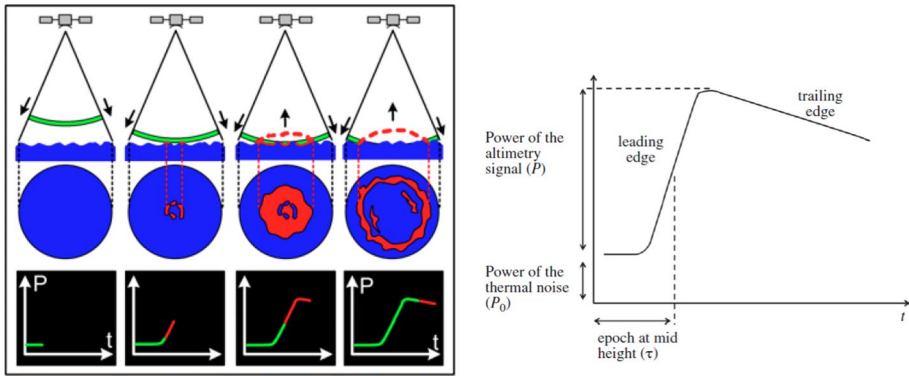 P
t
P
t
P
t
P
t
Power of the
altimetry
signal (P)
leading
edge
trailing
edge
Power of the
thermal noise
(P₀)
t
epoch at mid
height (τ)